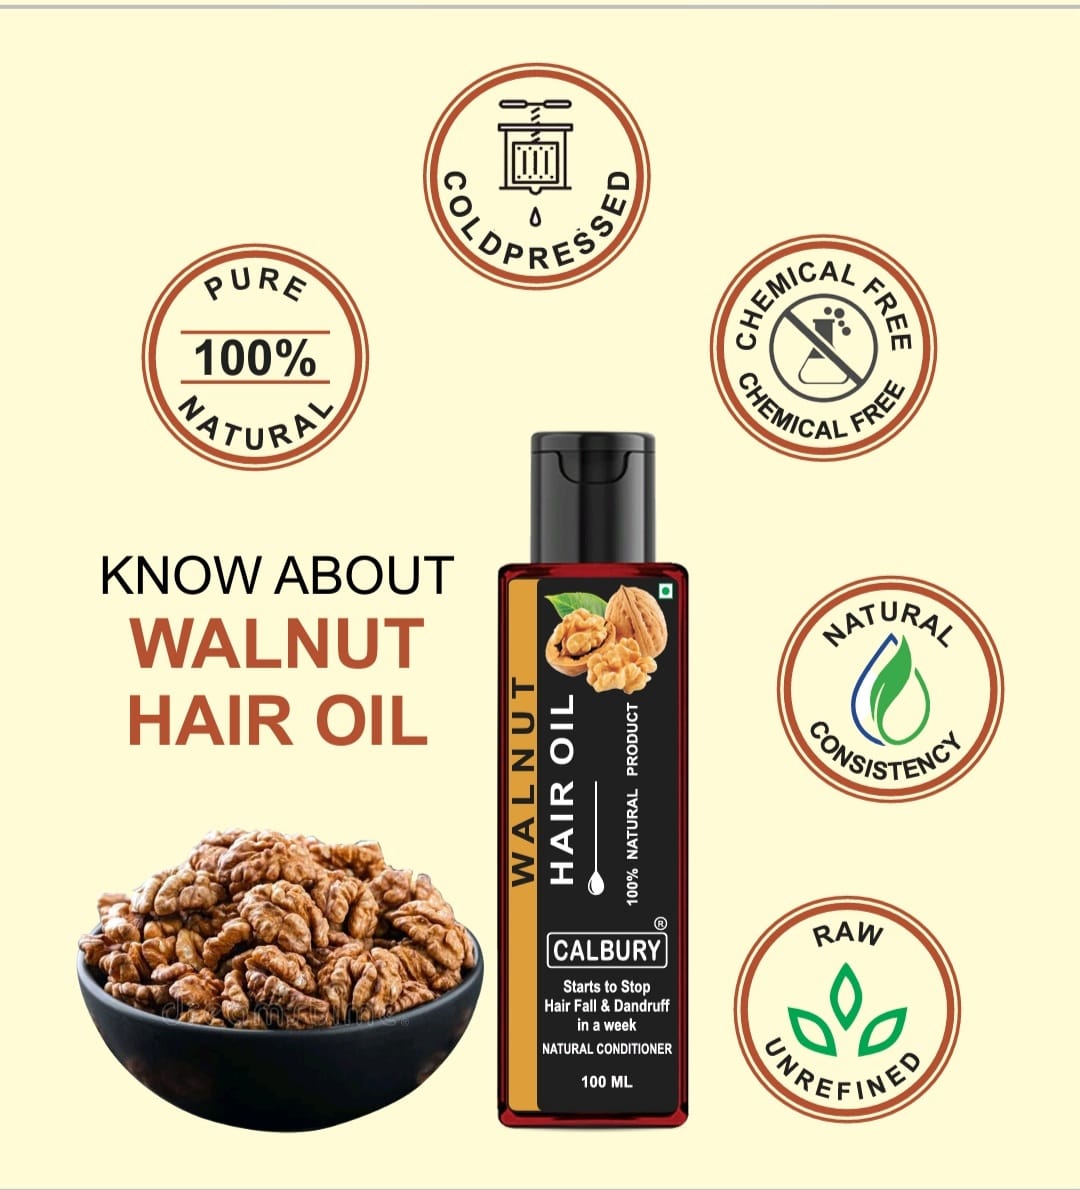 COLDPRESSED
PURE
100%
NATURAL
CHEMICAL FREE
CHEMICAL FREE
KNOW ABOUT
WALNUT
HAIR OIL
NATURAL
CONSISTENCY
WALNUT
HAIR OIL
100% NATURAL PRODUCT
CALBURY®
Starts to Stop
Hair Fall & Dandruff
in a week
NATURAL CONDITIONER
100 ML
RAW
UNREFINED